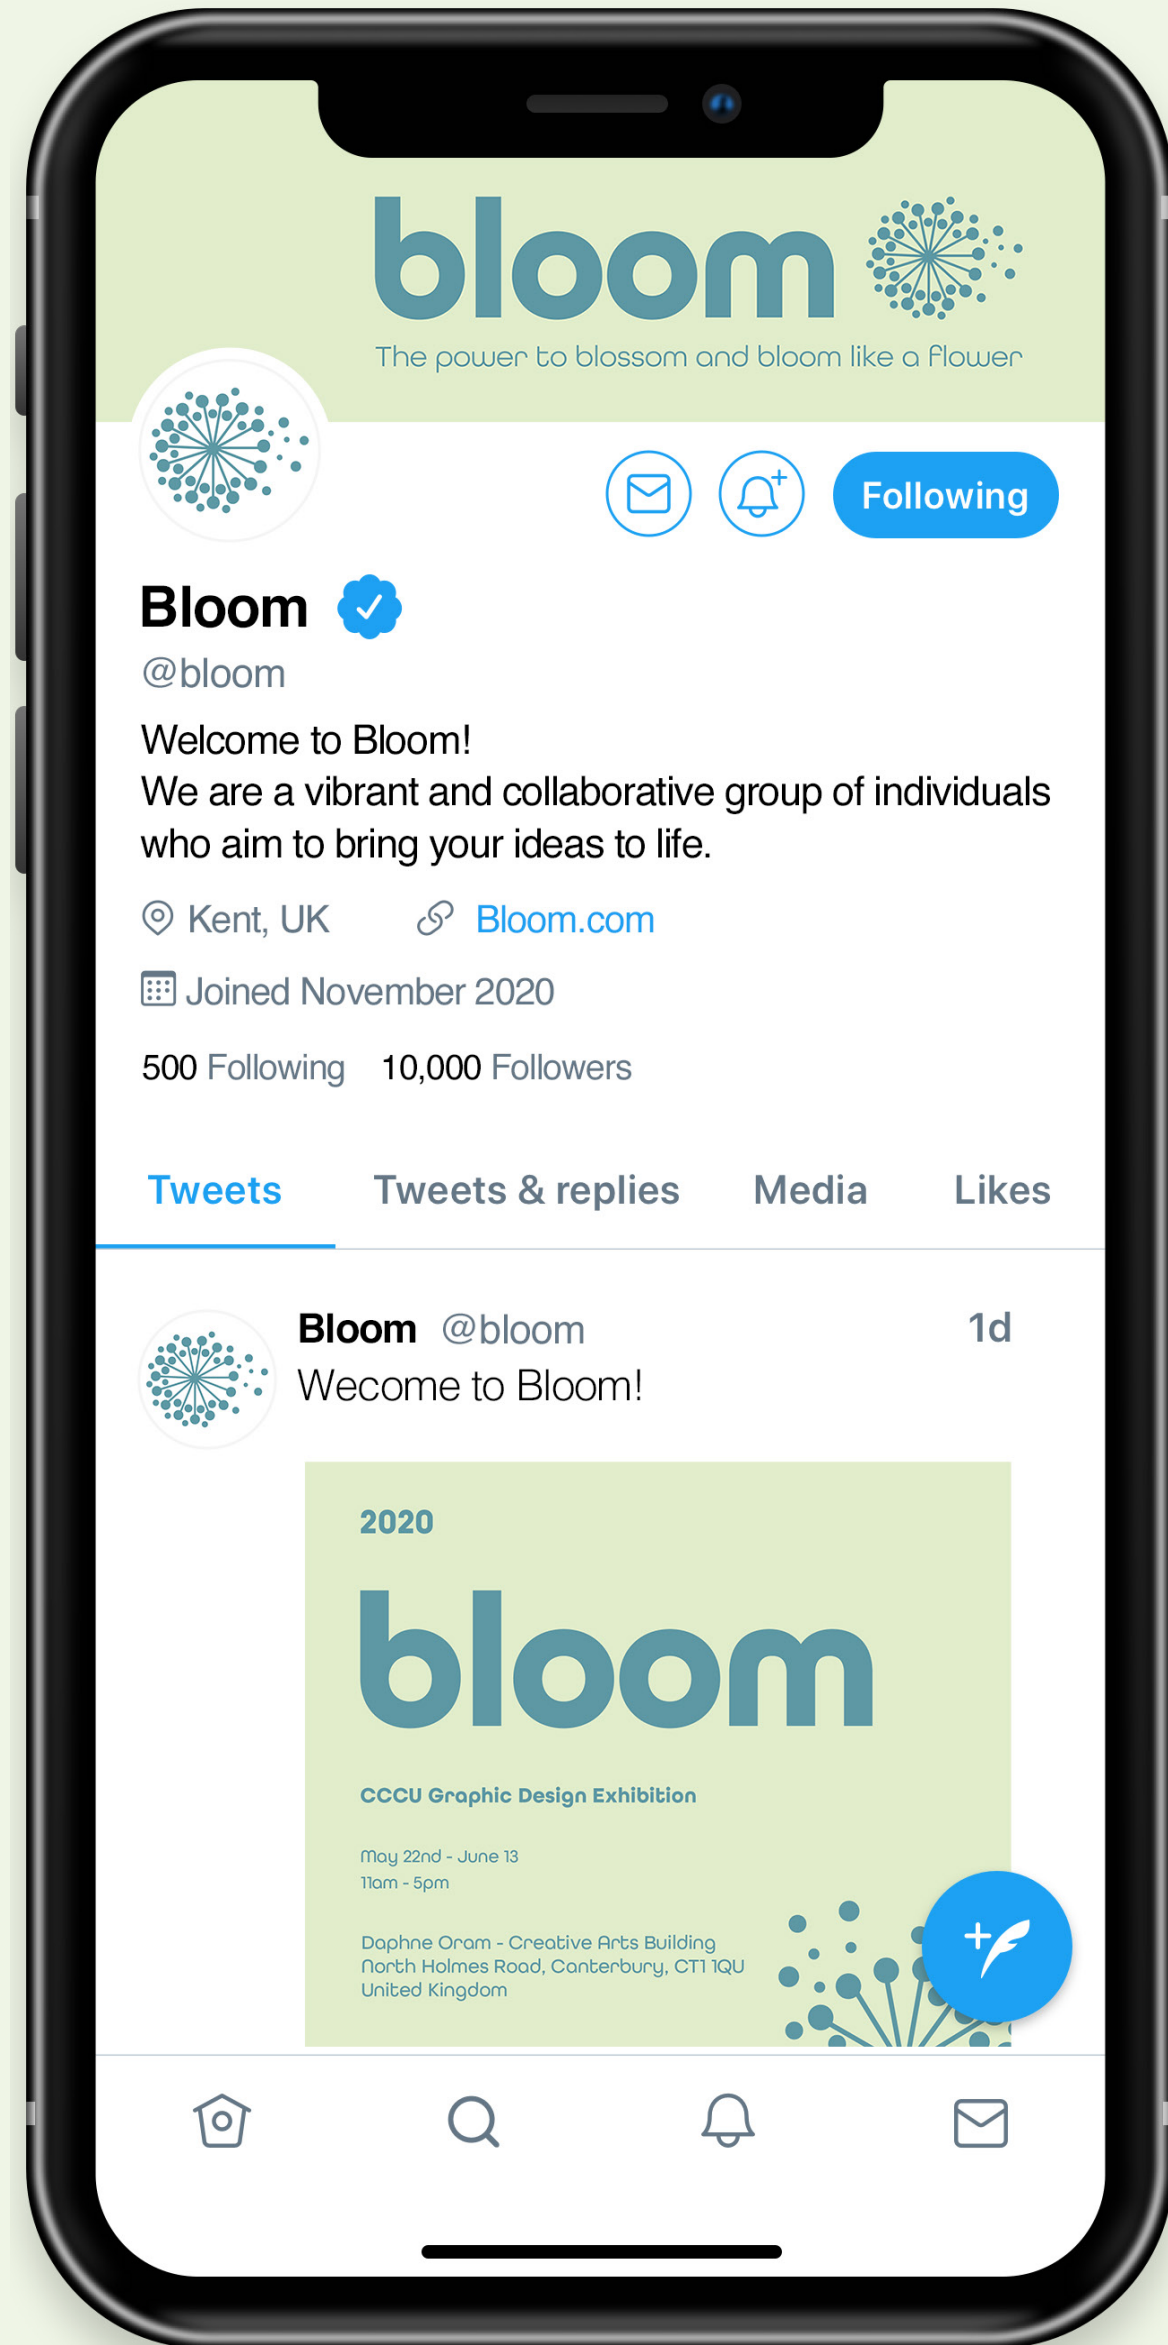 bloom
The power to blossom and bloom like a flower
Following
Bloom
@bloom
Welcome to Bloom!
We are a vibrant and collaborative group of individuals
who aim to bring your ideas to life.
Kent, UK Bloom.com
Joined November 2020
500 Following 10,000 Followers
Tweets Tweets & replies Media Likes
Bloom @bloom 1d
Wecome to Bloom!
2020
bloom
CCCU Graphic Design Exhibition
May 22nd - June 13
11am - 5pm
Daphne Oram - Creative Arts Building
North Holmes Road, Canterbury, CT1 1QU
United Kingdom